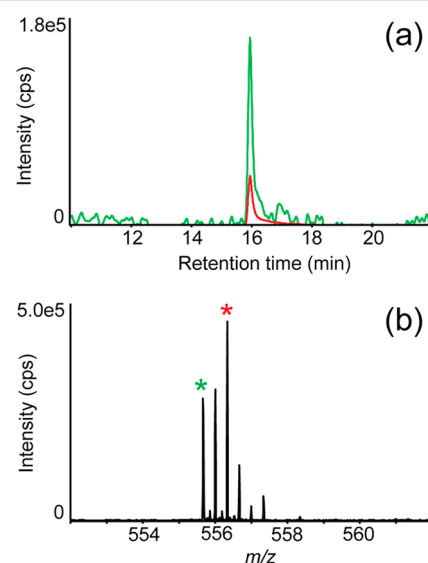 1.8e5
(a)
Intensity (cps)
0
12 14 16 18 20
Retention time (min)
5.0e5
(b)
* *
Intensity (cps)
0
554 556 558 560
m/z